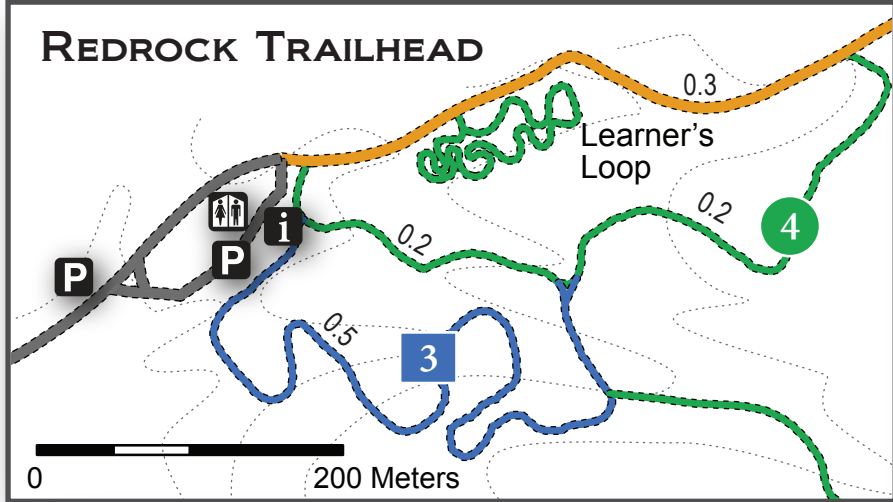 REDROCK TRAILHEAD
0.3
Learner's
Loop
0.2
4
i
0.2
P
P
0.5
3
0
200 Meters